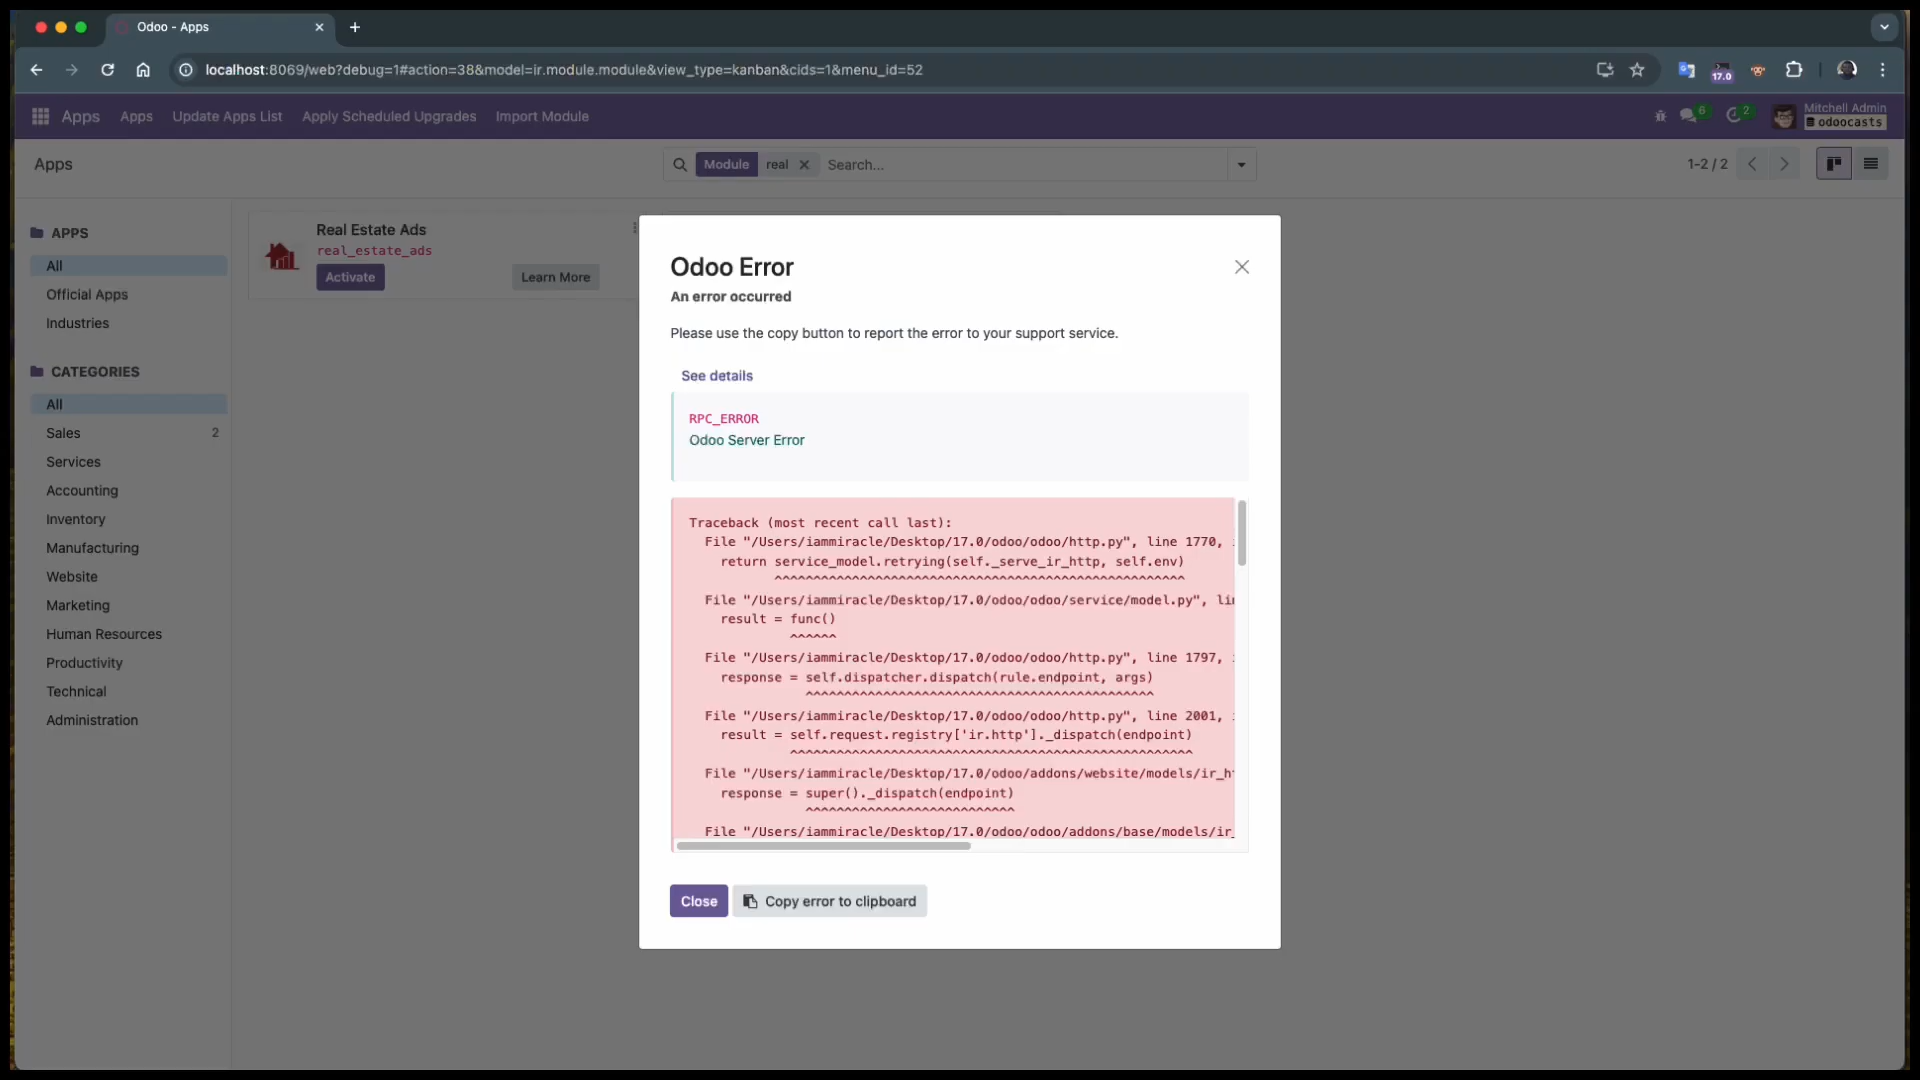 Odoo - Apps
localhost:8069/web?debug=1#action=38&model=ir.module.module&view_type=kanban&cids=1&menu_id=52
17.0
Apps
Apps
Update Apps List
Apply Scheduled Upgrades
Import Module
6
2
Mitchell Admin
odoocasts
Apps
Module
real
Search...
1-2 / 2
APPS
All
Official Apps
Industries
CATEGORIES
All
Sales 2
Services
Accounting
Inventory
Manufacturing
Website
Marketing
Human Resources
Productivity
Technical
Administration
Real Estate Ads
real_estate_ads
Activate
Learn More
Odoo Error
An error occurred
Please use the copy button to report the error to your support service.
See details
RPC_ERROR
Odoo Server Error
Traceback (most recent call last):
File "/Users/iammiracle/Desktop/17.0/odoo/odoo/http.py", line 1770,
return service_model.retrying(self._serve_ir_http, self.env)
^^^^^^^^^^^^^^^^^^^^^^^^^^^^^^^^^^^^^^^^^^^^^^^^^^^^^
File "/Users/iammiracle/Desktop/17.0/odoo/odoo/service/model.py",
result = func()
^^^^^^
File "/Users/iammiracle/Desktop/17.0/odoo/odoo/http.py", line 1797,
response = self.dispatcher.dispatch(rule.endpoint, args)
^^^^^^^^^^^^^^^^^^^^^^^^^^^^^^^^^^^^^^^^^^^^^
File "/Users/iammiracle/Desktop/17.0/odoo/odoo/http.py", line 2001,
result = self.request.registry['ir.http']._dispatch(endpoint)
^^^^^^^^^^^^^^^^^^^^^^^^^^^^^^^^^^^^^^^^^^^^^^^^^^^^
File "/Users/iammiracle/Desktop/17.0/odoo/addons/website/models/ir_h
response = super()._dispatch(endpoint)
^^^^^^^^^^^^^^^^^^^^^^^^^^^
File "/Users/iammiracle/Desktop/17.0/odoo/odoo/addons/base/models/ir_
Close
Copy error to clipboard